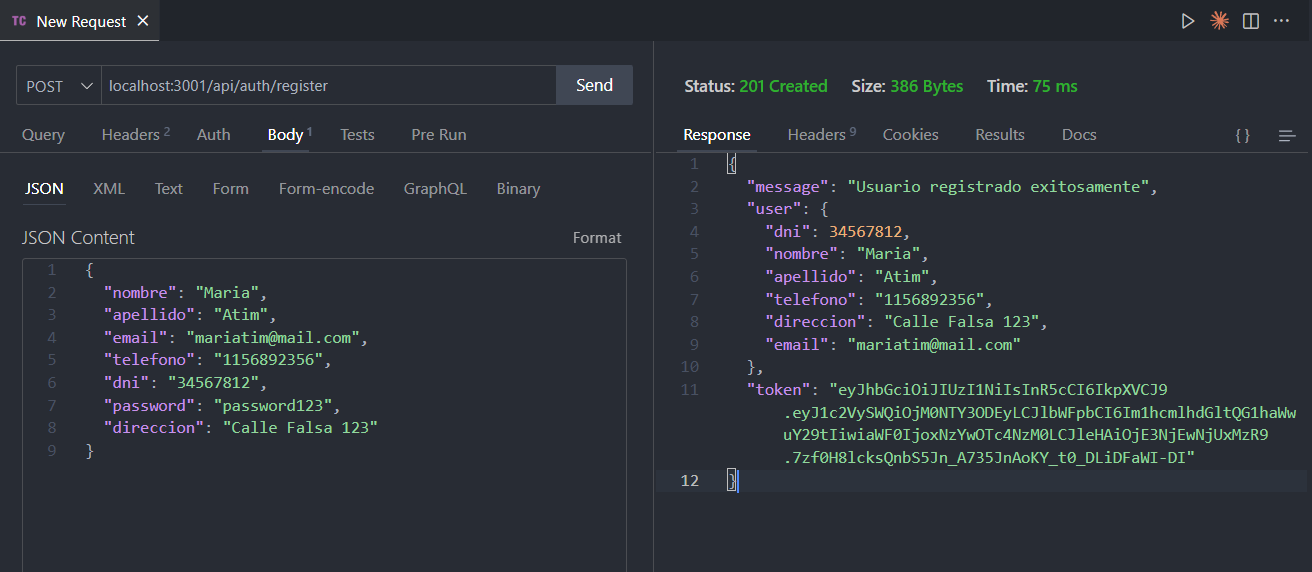 TC New Request
POST localhost:3001/api/auth/register Send
Query Headers 2 Auth Body 1 Tests Pre Run
JSON XML Text Form Form-encode GraphQL Binary
JSON Content Format
1 {
2 "nombre": "Maria",
3 "apellido": "Atim",
4 "email": "mariatim@mail.com",
5 "telefono": "1156892356",
6 "dni": "34567812",
7 "password": "password123",
8 "direccion": "Calle Falsa 123"
9 }
Status: 201 Created Size: 386 Bytes Time: 75 ms
Response Headers 9 Cookies Results Docs {}
1 {
2 "message": "Usuario registrado exitosamente",
3 "user": {
4 "dni": 34567812,
5 "nombre": "Maria",
6 "apellido": "Atim",
7 "telefono": "1156892356",
8 "direccion": "Calle Falsa 123",
9 "email": "mariatim@mail.com"
10 },
11 "token": "eyJhbGciOiJIUzI1NiIsInR5cCI6IkpXVCJ9
.eyJ1c2VySWQiOjM0NTY3ODEyLCJlbWFpbCI6Im1hcmlhdGltQG1haWw
uY29tIiwiaWF0IjoxNzYwOTc4NzM0LCJleHAiOjE3NjEwNjUxMzR9
.7zf0H8lcksQnbS5Jn_A735JnAoKY_t0_DLiDFaWI-DI"
12 }